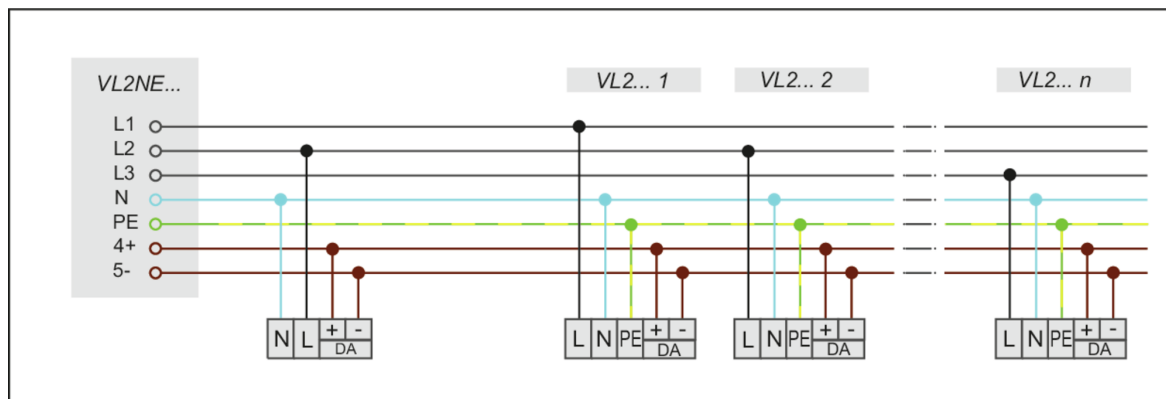 VL2NE...
VL2... 1
VL2... 2
VL2... n
L1
L2
L3
N
PE
4+
5-
N L + -
DA
L N PE + -
DA
L N PE + -
DA
L N PE + -
DA